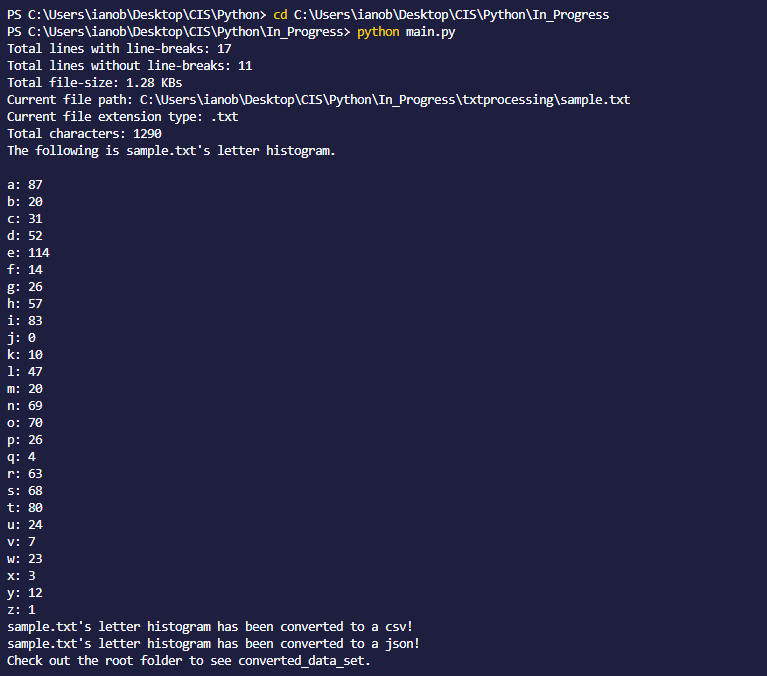 PS C:\Users\ianob\Desktop\CIS\Python> cd C:\Users\ianob\Desktop\CIS\Python\In_Progress
PS C:\Users\ianob\Desktop\CIS\Python\In_Progress> python main.py
Total lines with line-breaks: 17
Total lines without line-breaks: 11
Total file-size: 1.28 KBs
Current file path: C:\Users\ianob\Desktop\CIS\Python\In_Progress\txtprocessing\sample.txt
Current file extension type: .txt
Total characters: 1290
The following is sample.txt's letter histogram.

a: 87
b: 20
c: 31
d: 52
e: 114
f: 14
g: 26
h: 57
i: 83
j: 0
k: 10
l: 47
m: 20
n: 69
o: 70
p: 26
q: 4
r: 63
s: 68
t: 80
u: 24
v: 7
w: 23
x: 3
y: 12
z: 1
sample.txt's letter histogram has been converted to a csv!
sample.txt's letter histogram has been converted to a json!
Check out the root folder to see converted_data_set.